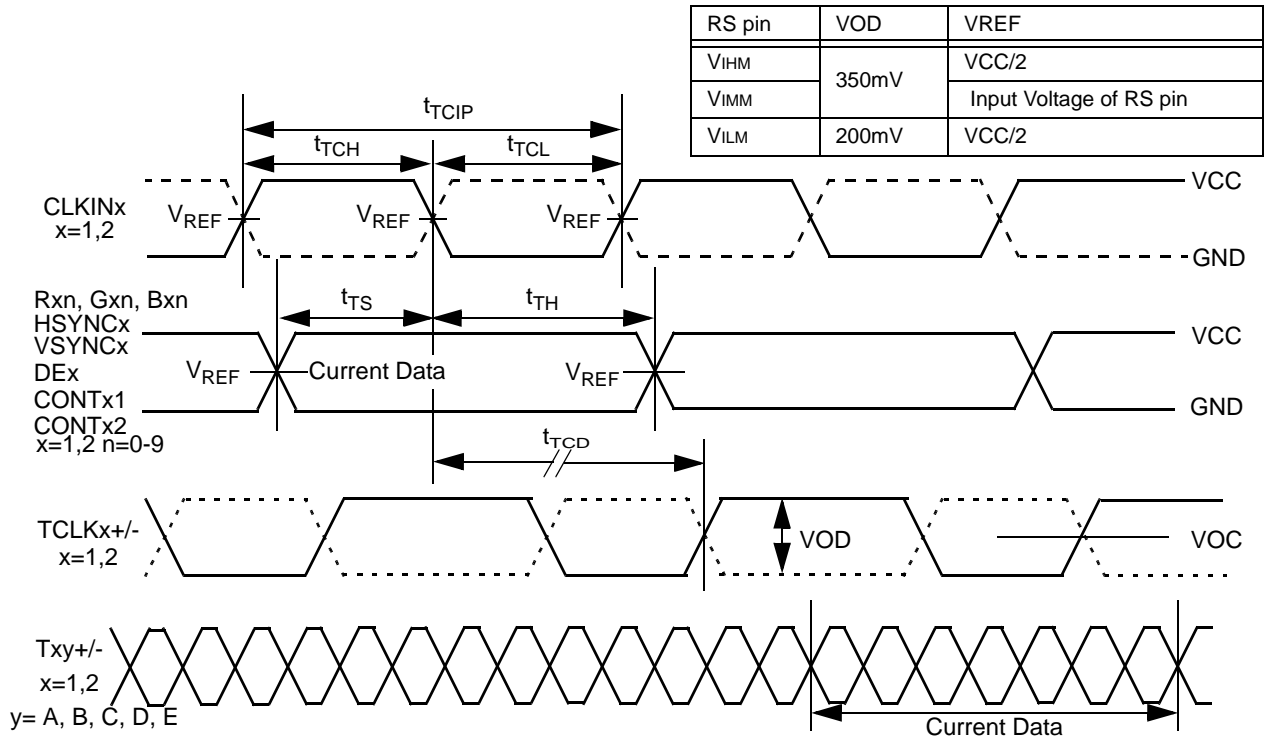 RS pin VOD VREF
VIHM 350mV VCC/2
VIMM Input Voltage of RS pin
VILM 200mV VCC/2
tTCIP
tTCH tTCL
CLKINx
x=1,2
VREF VREF VREF
VCC
GND
Rxn, Gxn, Bxn
HSYNCx
VSYNCx
DEx
CONTx1
CONTx2
x=1,2 n=0-9
tTS tTH
VREF Current Data VREF
VCC
GND
tTCD
TCLKx+/-
x=1,2
VOD
VOC
Txy+/-
x=1,2
y= A, B, C, D, E
Current Data